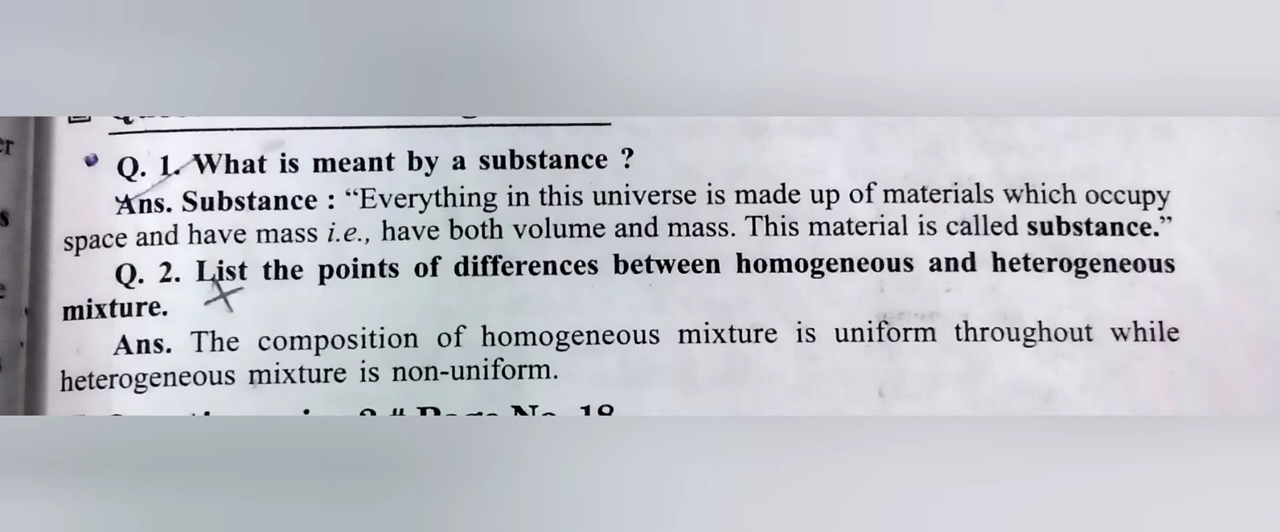 Q. 1. What is meant by a substance ?
Ans. Substance : “Everything in this universe is made up of materials which occupy
space and have mass i.e., have both volume and mass. This material is called substance.”
Q. 2. List the points of differences between homogeneous and heterogeneous
mixture.
Ans. The composition of homogeneous mixture is uniform throughout while
heterogeneous mixture is non-uniform.